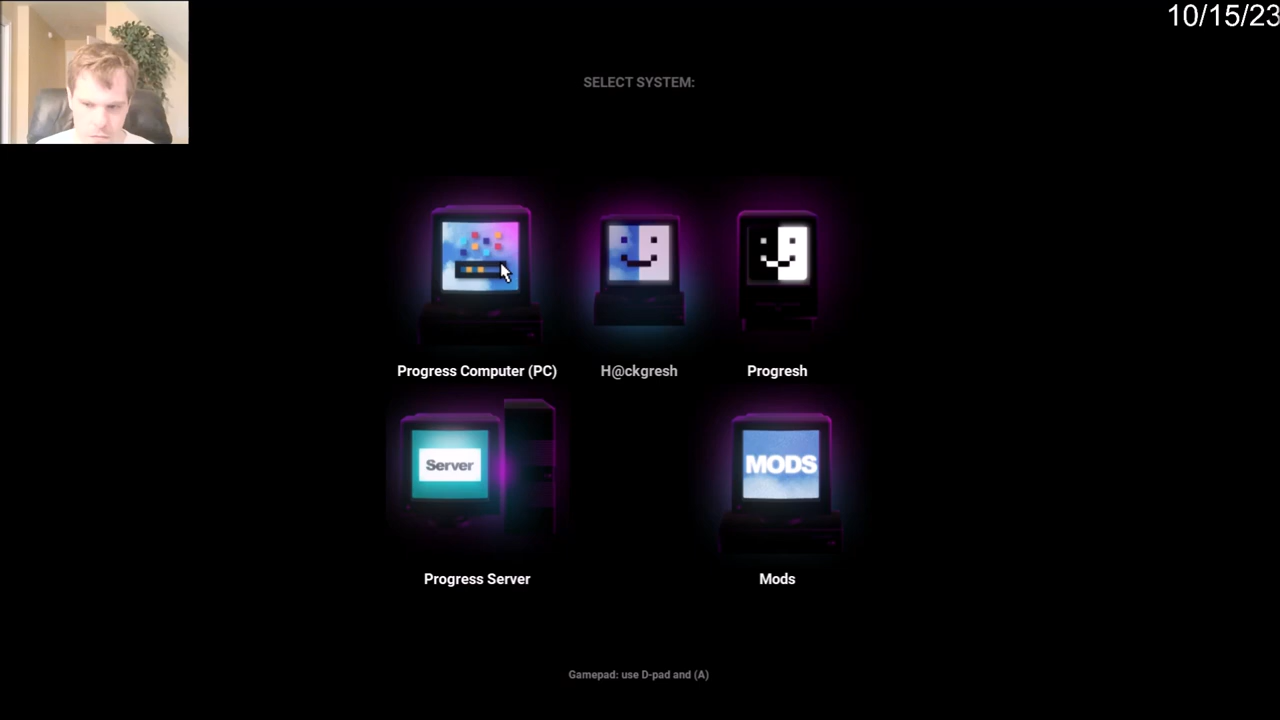 10/15/23
SELECT SYSTEM:
Progress Computer (PC)
H@ckgresh
Progresh
Server
MODS
Progress Server
Mods
Gamepad: use D-pad and (A)